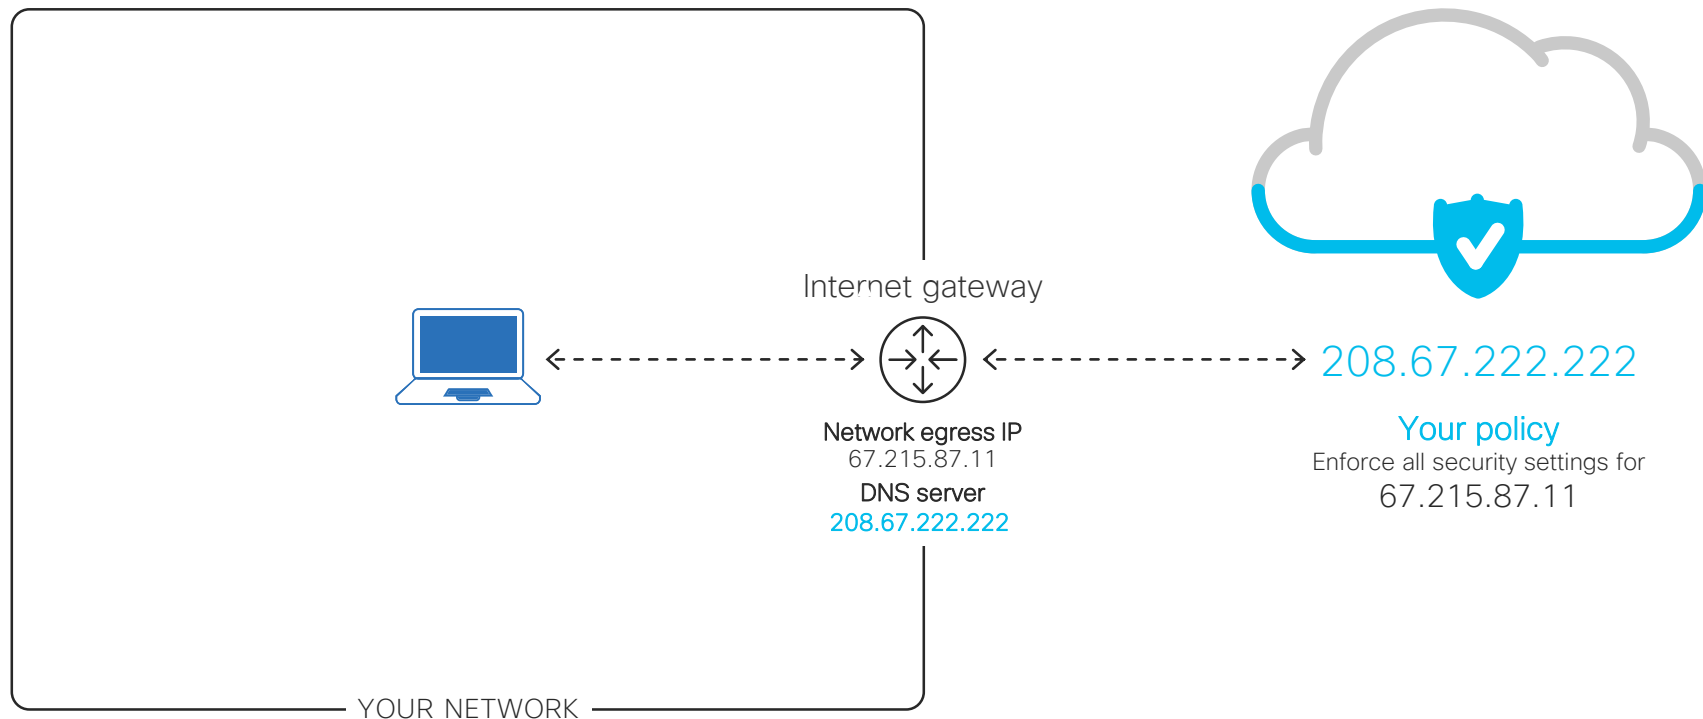 Internet gateway
208.67.222.222
Network egress IP
67.215.87.11
DNS server
208.67.222.222
Your policy
Enforce all security settings for
67.215.87.11
YOUR NETWORK